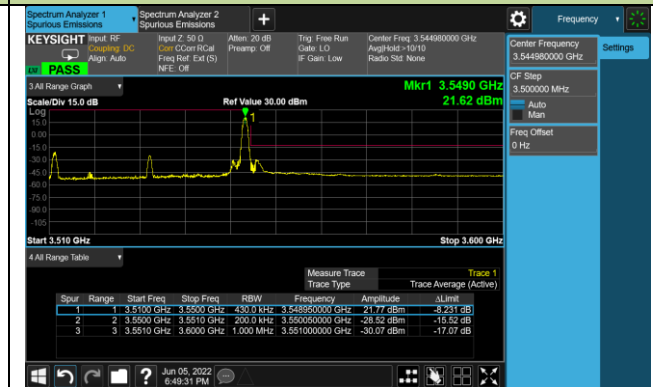 Spectrum Analyzer 1
Spurious Emissions
Spectrum Analyzer 2
Spurious Emissions
+
Frequency
KEYSIGHT
Input: RF
Coupling: DC
Align: Auto
Input Z: 50 Ω
Corr CCorr RCal
Freq Ref: Ext (S)
NFE: Off
Atten: 20 dB
Preamp: Off
Trig: Free Run
Gate: LO
IF Gain: Low
Center Freq: 3.544980000 GHz
Avg|Hold:>10/10
Radio Std: None
LW PASS
Center Frequency
3.544980000 GHz
Settings
CF Step
3.500000 MHz
Auto
Man
Freq Offset
0 Hz
3 All Range Graph
Mkr1 3.5490 GHz
21.62 dBm
Scale/Div 15.0 dB
Ref Value 30.00 dBm
Log
15.0
0.00
-15.0
-30.0
-45.0
-60.0
-75.0
-90.0
-105
1
Start 3.510 GHz
Stop 3.600 GHz
4 All Range Table
Measure Trace Trace 1
Trace Type Trace Average (Active)
Spur Range Start Freq Stop Freq RBW Frequency Amplitude ΔLimit
1 1 3.5100 GHz 3.5500 GHz 430.0 kHz 3.548950000 GHz 21.77 dBm -8.231 dB
2 2 3.5500 GHz 3.5510 GHz 200.0 kHz 3.550050000 GHz -28.52 dBm -15.52 dB
3 3 3.5510 GHz 3.6000 GHz 1.000 MHz 3.551000000 GHz -30.07 dBm -17.07 dB
?
Jun 05, 2022
6:49:31 PM